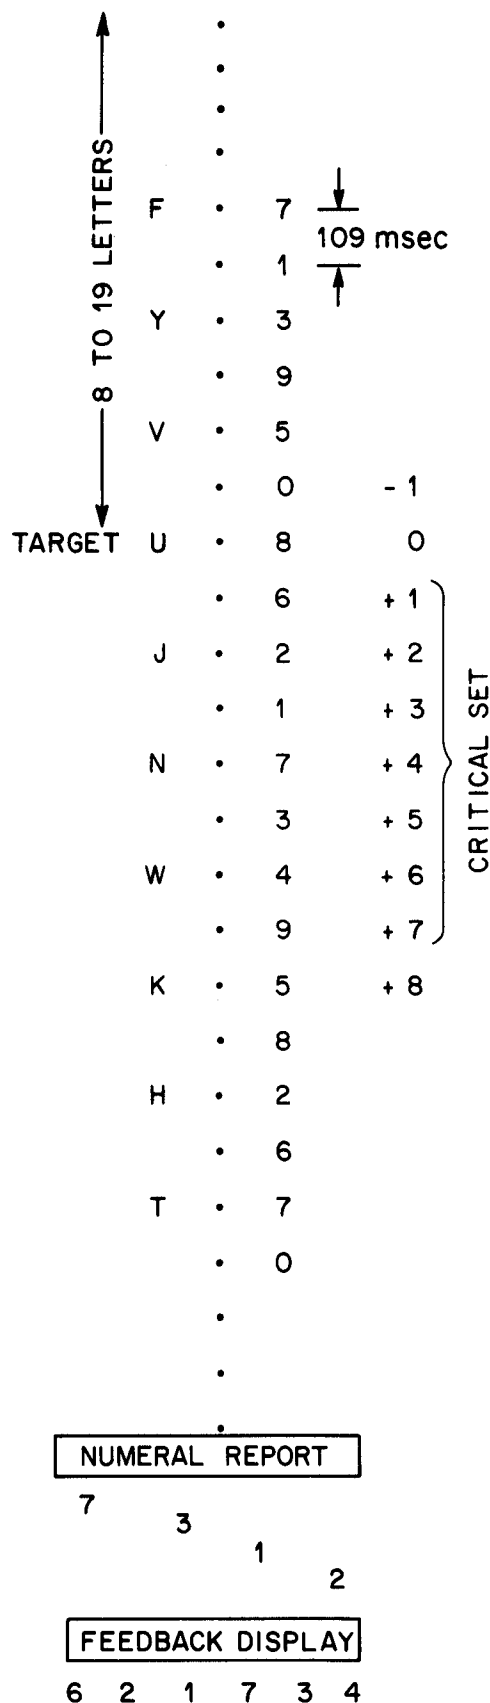 8 TO 19 LETTERS
F • 7
109 msec
• 1
Y • 3
• 9
V • 5
• 0 - 1
TARGET U • 8 0
• 6 + 1
J • 2 + 2
• 1 + 3
N • 7 + 4
• 3 + 5
W • 4 + 6
• 9 + 7
CRITICAL SET
K • 5 + 8
• 8
H • 2
• 6
T • 7
• 0
NUMERAL REPORT
7
3
1
2
FEEDBACK DISPLAY
6 2 1 7 3 4